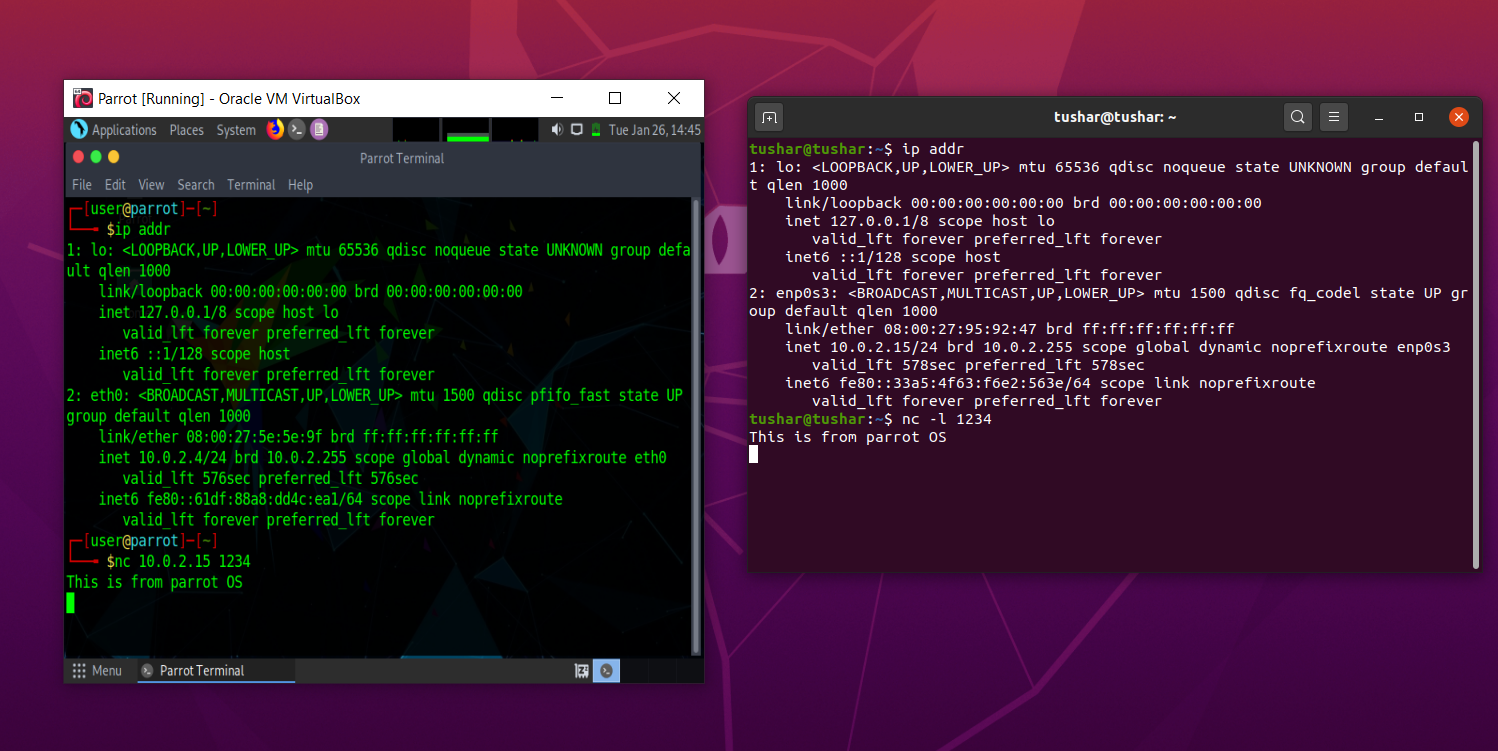 Parrot [Running] - Oracle VM VirtualBox
Applications Places System Tue Jan 26, 14:45
Parrot Terminal
File Edit View Search Terminal Help
┌─[user@parrot]─[~]
└──╼ $ip addr
1: lo: <LOOPBACK,UP,LOWER_UP> mtu 65536 qdisc noqueue state UNKNOWN group defa
ult qlen 1000
link/loopback 00:00:00:00:00:00 brd 00:00:00:00:00:00
inet 127.0.0.1/8 scope host lo
valid_lft forever preferred_lft forever
inet6 ::1/128 scope host
valid_lft forever preferred_lft forever
2: eth0: <BROADCAST,MULTICAST,UP,LOWER_UP> mtu 1500 qdisc pfifo_fast state UP
group default qlen 1000
link/ether 08:00:27:5e:5e:9f brd ff:ff:ff:ff:ff:ff
inet 10.0.2.4/24 brd 10.0.2.255 scope global dynamic noprefixroute eth0
valid_lft 576sec preferred_lft 576sec
inet6 fe80::61df:88a8:dd4c:ea1/64 scope link noprefixroute
valid_lft forever preferred_lft forever
┌─[user@parrot]─[~]
└──╼ $nc 10.0.2.15 1234
This is from parrot OS
Menu Parrot Terminal
tushar@tushar: ~
tushar@tushar:~$ ip addr
1: lo: <LOOPBACK,UP,LOWER_UP> mtu 65536 qdisc noqueue state UNKNOWN group defaul
t qlen 1000
link/loopback 00:00:00:00:00:00 brd 00:00:00:00:00:00
inet 127.0.0.1/8 scope host lo
valid_lft forever preferred_lft forever
inet6 ::1/128 scope host
valid_lft forever preferred_lft forever
2: enp0s3: <BROADCAST,MULTICAST,UP,LOWER_UP> mtu 1500 qdisc fq_codel state UP gr
oup default qlen 1000
link/ether 08:00:27:95:92:47 brd ff:ff:ff:ff:ff:ff
inet 10.0.2.15/24 brd 10.0.2.255 scope global dynamic noprefixroute enp0s3
valid_lft 578sec preferred_lft 578sec
inet6 fe80::33a5:4f63:f6e2:563e/64 scope link noprefixroute
valid_lft forever preferred_lft forever
tushar@tushar:~$ nc -l 1234
This is from parrot OS